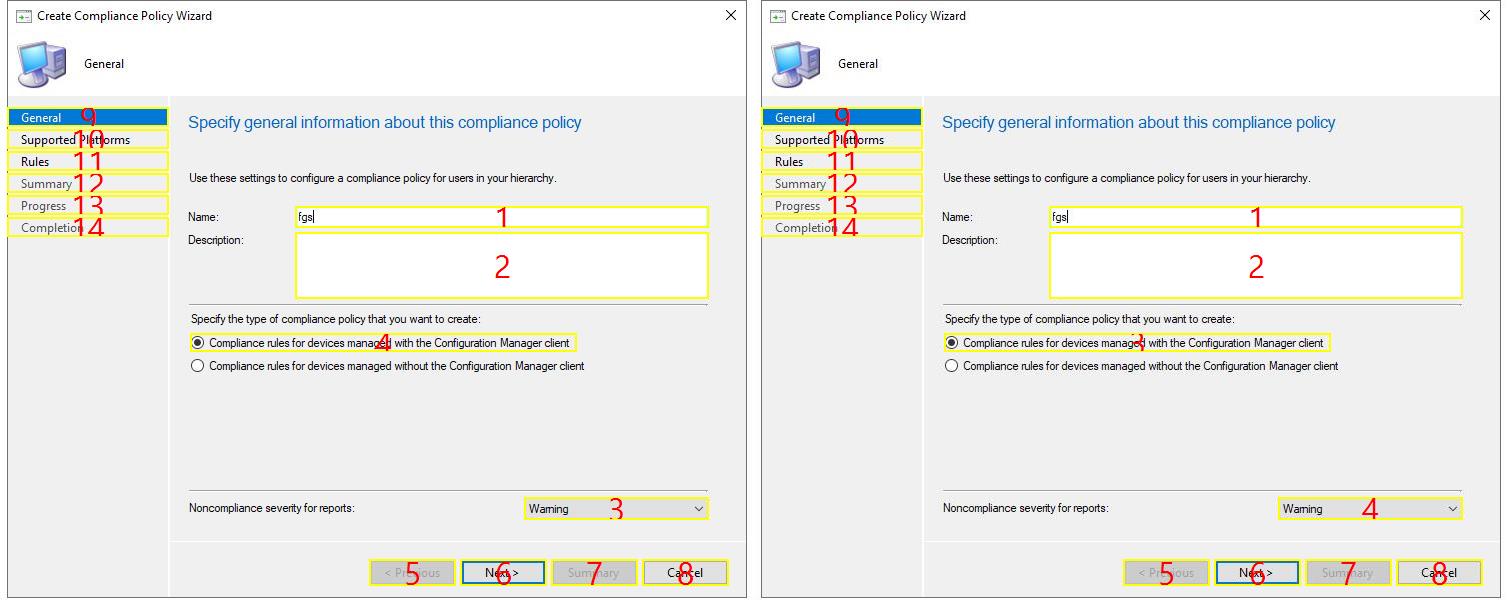 Create Compliance Policy Wizard
General
General 9
Supported Platforms 10
Rules 11
Summary 12
Progress 13
Completion 14
Specify general information about this compliance policy
Use these settings to configure a compliance policy for users in your hierarchy.
Name: fgs 1
Description: 2
Specify the type of compliance policy that you want to create:
Compliance rules for devices managed with the Configuration Manager client 4
Compliance rules for devices managed without the Configuration Manager client
Noncompliance severity for reports: Warning 3
< Previous 5 Next > 6 Summary 7 Cancel 8
Create Compliance Policy Wizard
General
General 9
Supported Platforms 10
Rules 11
Summary 12
Progress 13
Completion 14
Specify general information about this compliance policy
Use these settings to configure a compliance policy for users in your hierarchy.
Name: fgs 1
Description: 2
Specify the type of compliance policy that you want to create:
Compliance rules for devices managed with the Configuration Manager client 3
Compliance rules for devices managed without the Configuration Manager client
Noncompliance severity for reports: Warning 4
< Previous 5 Next > 6 Summary 7 Cancel 8